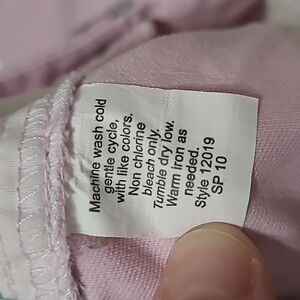 Machine wash cold
gentle cycle,
with like colors.
Non chlorine
bleach only.
Tumble dry low.
Warm iron as
needed
Style 12019
SP 10